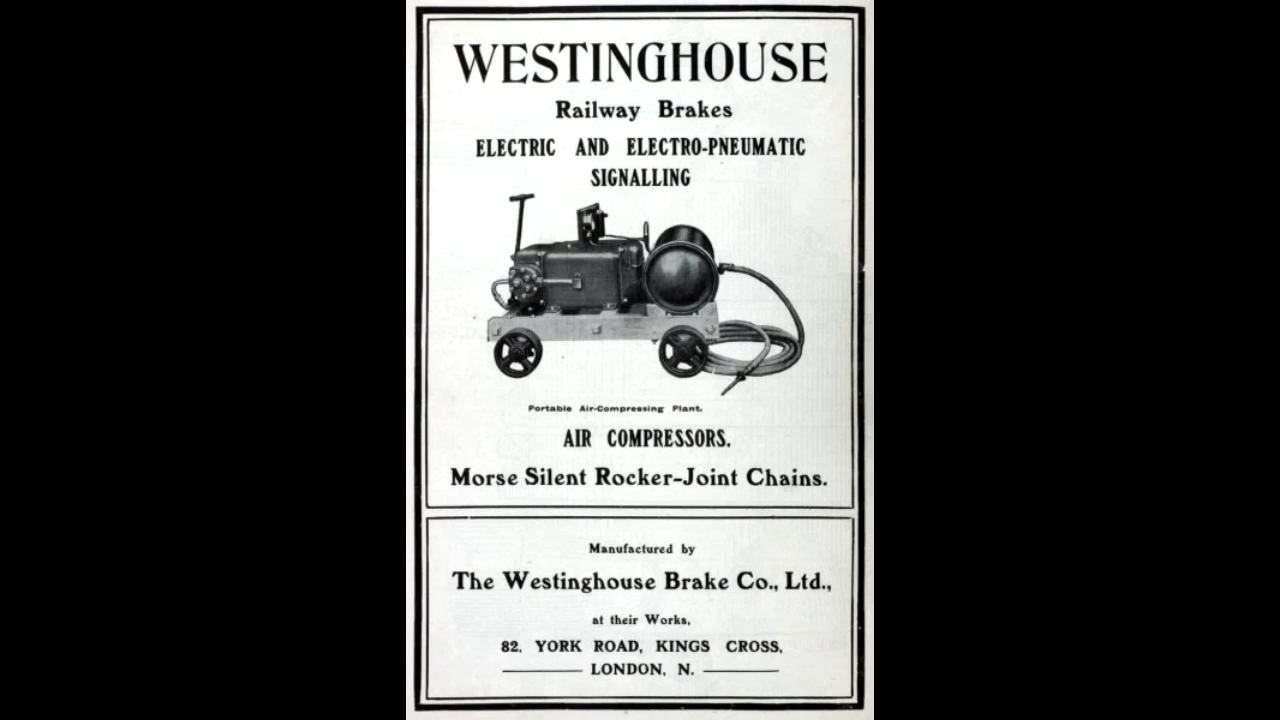 WESTINGHOUSE
Railway Brakes
ELECTRIC AND ELECTRO-PNEUMATIC
SIGNALLING
Portable Air-Compressing Plant.
AIR COMPRESSORS.
Morse Silent Rocker-Joint Chains.
Manufactured by
The Westinghouse Brake Co., Ltd.,
at their Works,
82, YORK ROAD, KINGS CROSS,
LONDON, N.